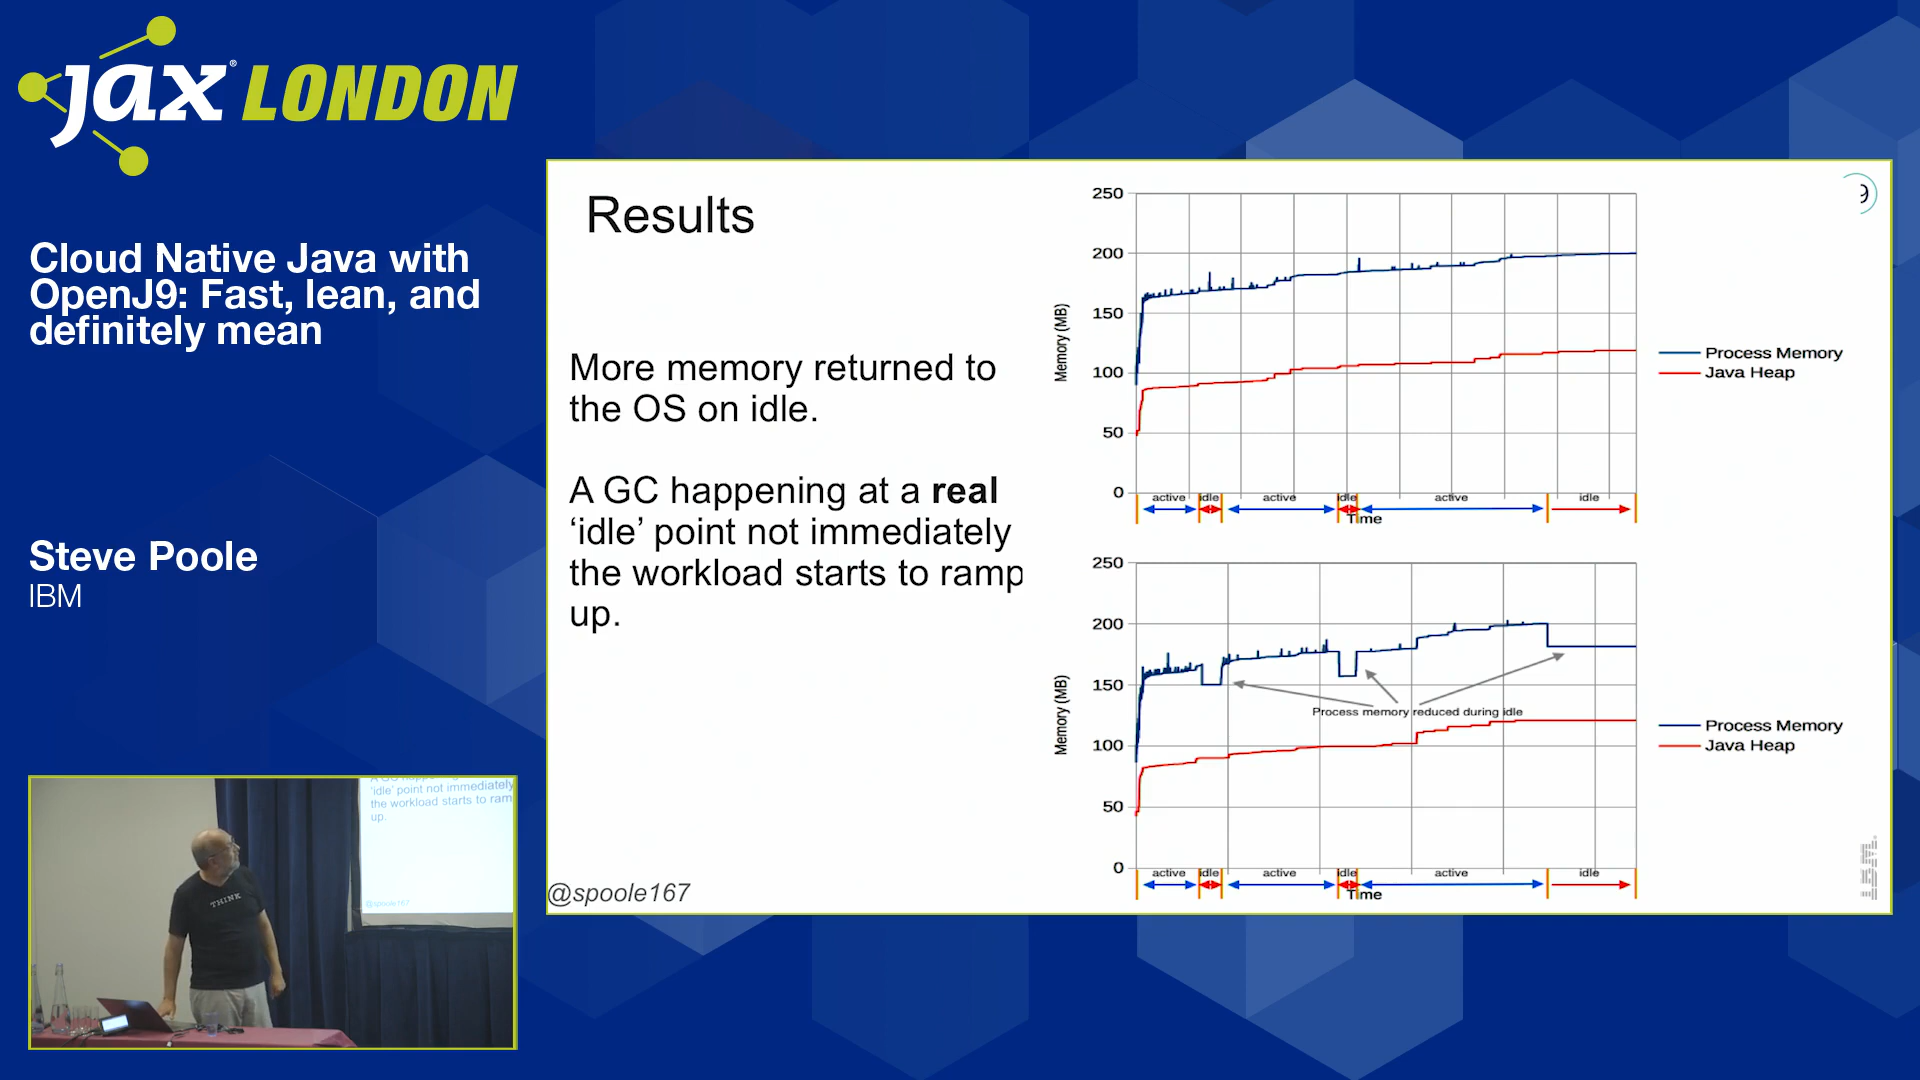 jax® LONDON
Cloud Native Java with
OpenJ9: Fast, lean, and
definitely mean
Steve Poole
IBM
Results
More memory returned to
the OS on idle.
A GC happening at a real
‘idle’ point not immediately
the workload starts to ramp
up.
@spoole167
9
250
200
150
100
50
0
Memory (MB)
active idle active idle active idle
Time
Process Memory
Java Heap
250
200
150
100
50
0
Memory (MB)
Process memory reduced during idle
active idle active idle active idle
Time
Process Memory
Java Heap
IBM
‘idle’ point not immediately
the workload starts to ram
up.
@spoole167
THINK